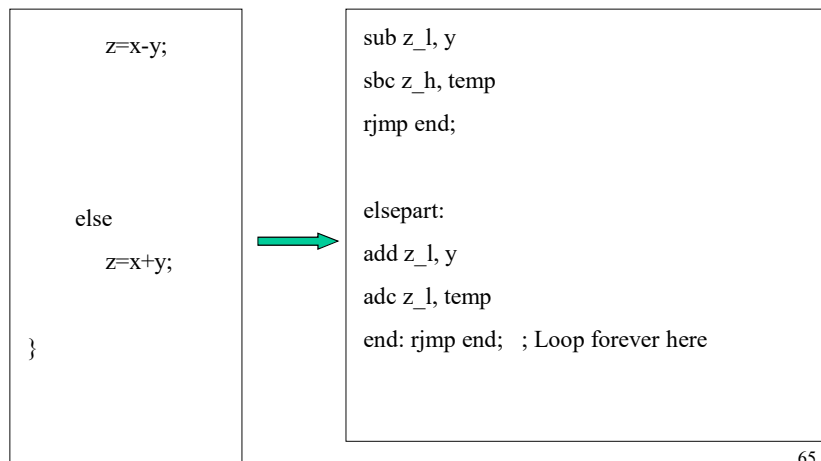 z=x-y;
else
z=x+y;
}
sub z_l, y
sbc z_h, temp
rjmp end;
elsepart:
add z_l, y
adc z_l, temp
end: rjmp end;   ; Loop forever here
65